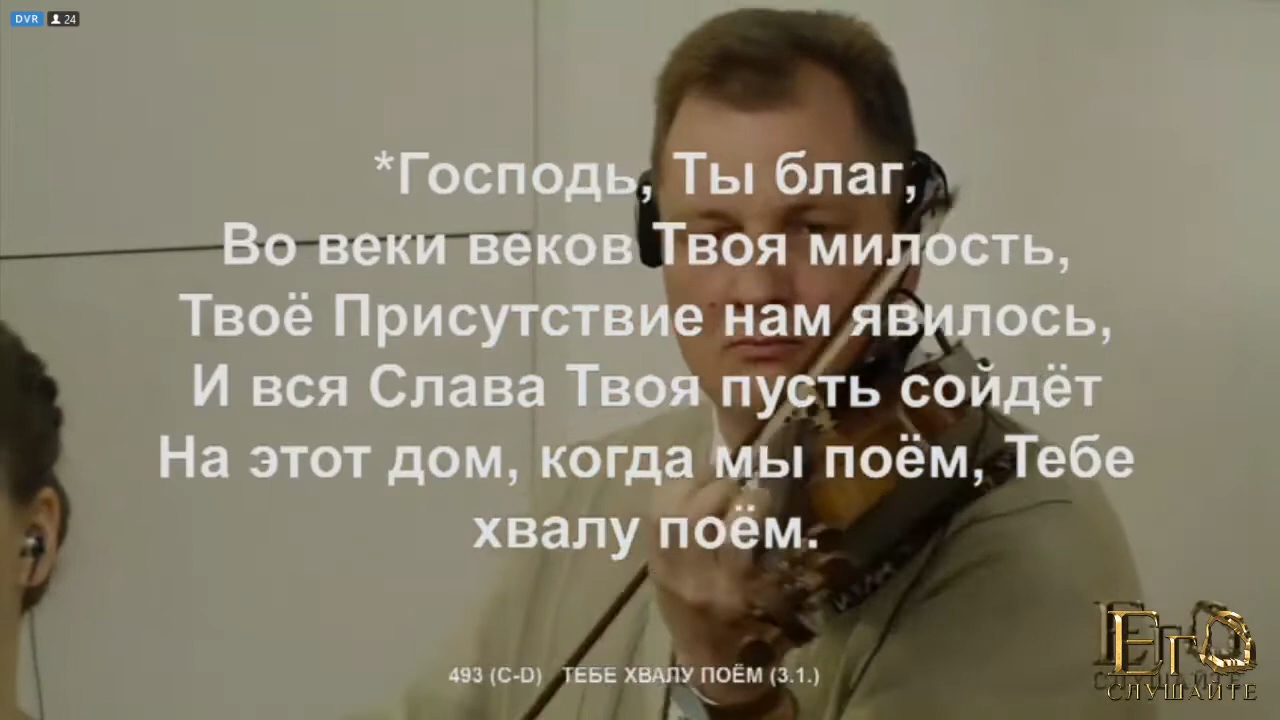 DVR 24
*Господь, Ты благ,
Во веки веков Твоя милость,
Твоё Присутствие нам явилось,
И вся Слава Твоя пусть сойдёт
На этот дом, когда мы поём, Тебе
хвалу поём.
493 (C-D) ТЕБЕ ХВАЛУ ПОЁМ (3.1.)
ЕгО
СЛУШАЙТЕ